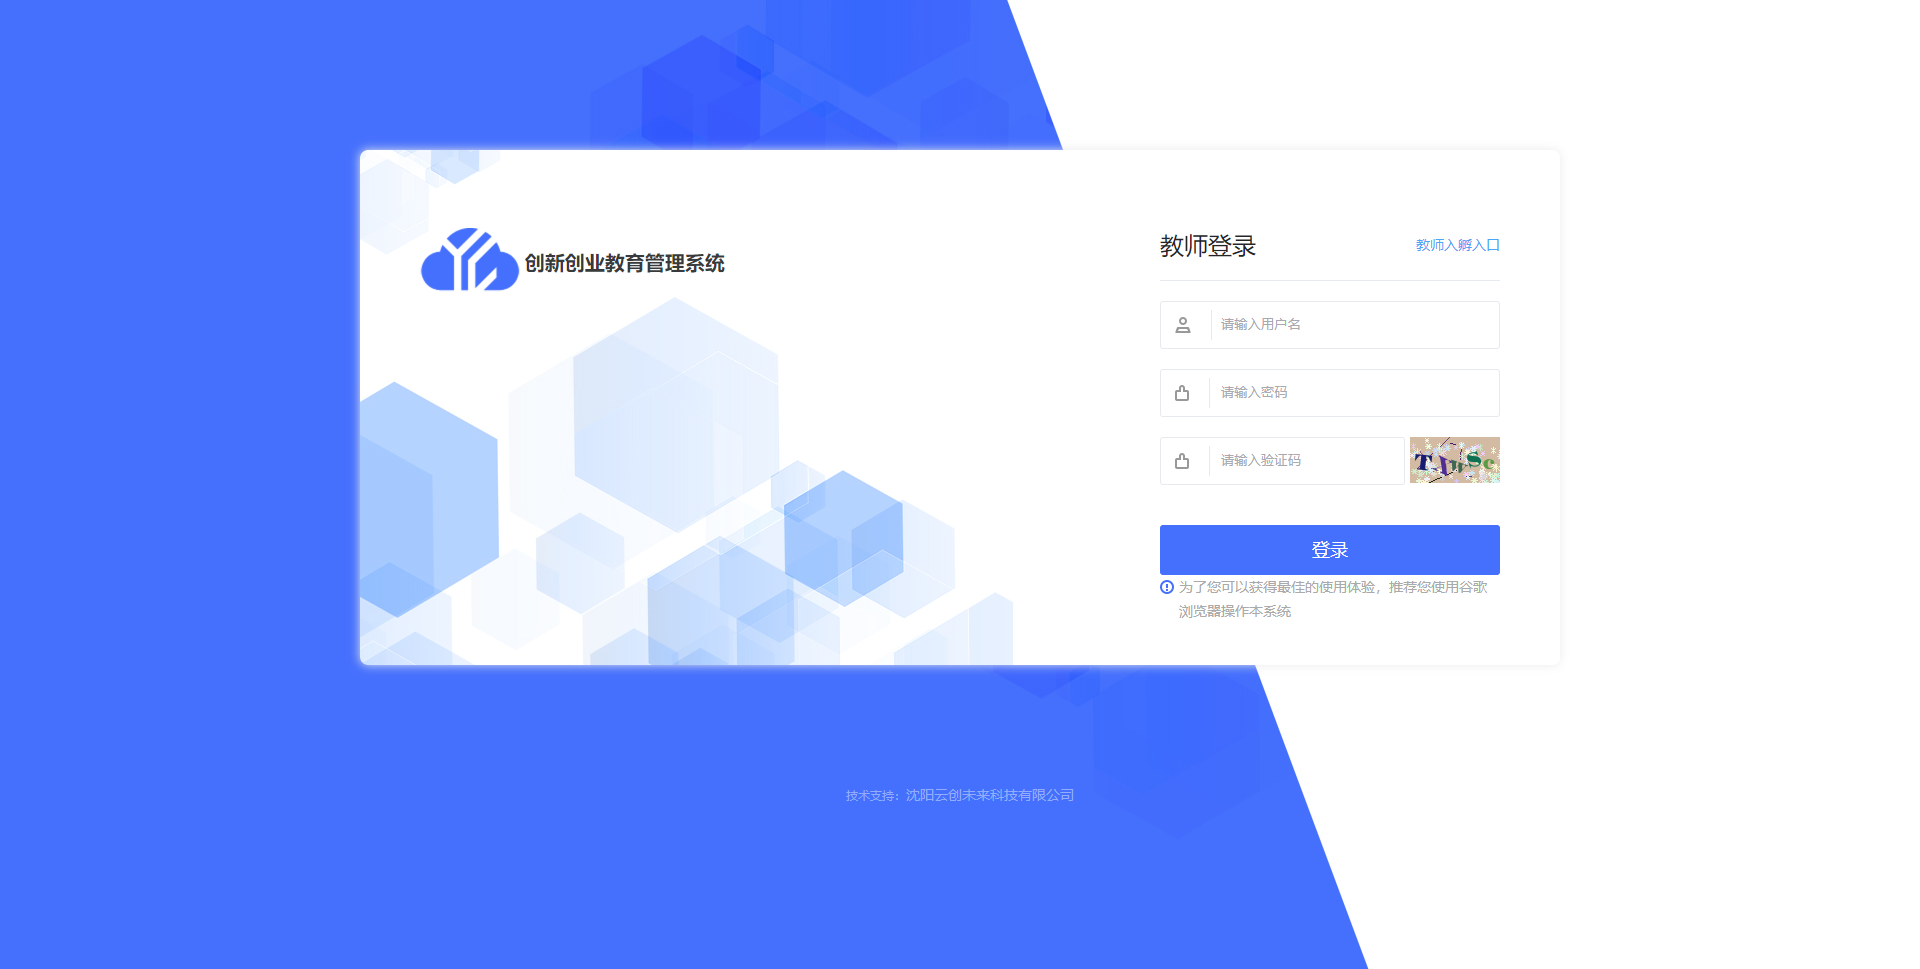 创新创业教育管理系统
教师登录
教师入孵入口
请输入用户名
请输入密码
请输入验证码
登录
为了您可以获得最佳的使用体验，推荐您使用谷歌
浏览器操作本系统
技术支持：沈阳云创未来科技有限公司